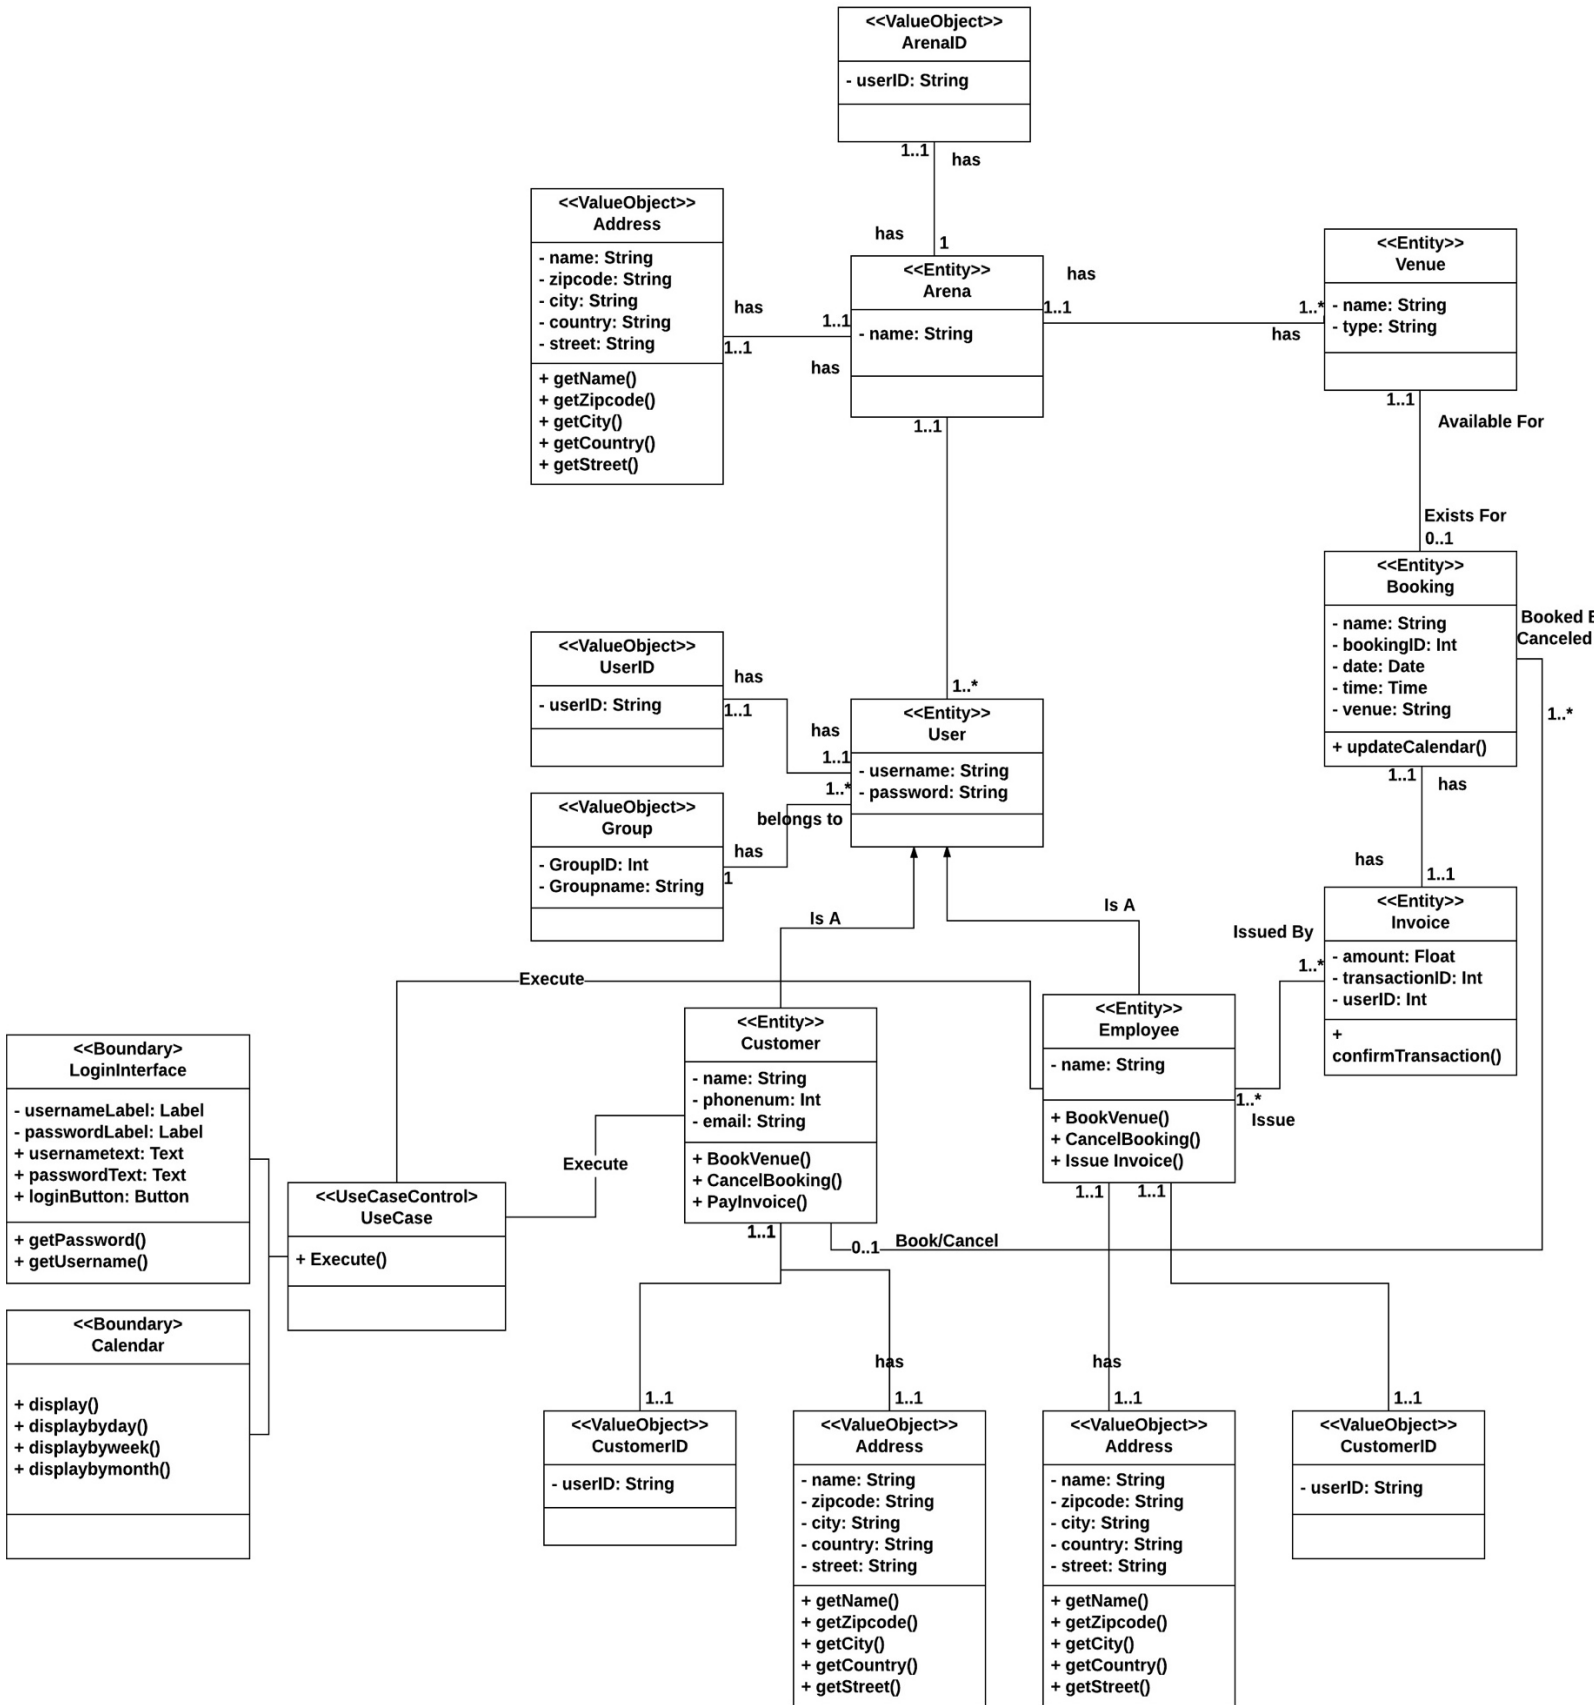 <<ValueObject>>
ArenaID
- userID: String
1..1
has
has
1
<<ValueObject>>
Address
- name: String
- zipcode: String
- city: String
- country: String
- street: String
+ getName()
+ getZipcode()
+ getCity()
+ getCountry()
+ getStreet()
has
1..1
1..1
has
<<Entity>>
Arena
- name: String
has
1..1
1..*
has
<<Entity>>
Venue
- name: String
- type: String
1..1
Available For
Exists For
0..1
1..1
1..*
<<Entity>>
Booking
- name: String
- bookingID: Int
- date: Date
- time: Time
- venue: String
+ updateCalendar()
Booked
Canceled
1..*
<<ValueObject>>
UserID
- userID: String
has
1..1
has
1..1
<<Entity>>
User
- username: String
- password: String
1..*
belongs to
<<ValueObject>>
Group
- GroupID: Int
- Groupname: String
has
1
1..1
has
has
1..1
<<Entity>>
Invoice
- amount: Float
- transactionID: Int
- userID: Int
+
confirmTransaction()
Issued By
1..*
Is A
Is A
Execute
<<Entity>>
Customer
- name: String
- phonenum: Int
- email: String
+ BookVenue()
+ CancelBooking()
+ PayInvoice()
<<Entity>>
Employee
- name: String
+ BookVenue()
+ CancelBooking()
+ Issue Invoice()
1..*
Issue
<<Boundary>
LoginInterface
- usernameLabel: Label
- passwordLabel: Label
+ usernametext: Text
+ passwordText: Text
+ loginButton: Button
+ getPassword()
+ getUsername()
Execute
<<UseCaseControl>
UseCase
+ Execute()
<<Boundary>
Calendar
+ display()
+ displaybyday()
+ displaybyweek()
+ displaybymonth()
1..1
0..1
Book/Cancel
1..1
1..1
has
has
1..1
1..1
1..1
1..1
<<ValueObject>>
CustomerID
- userID: String
<<ValueObject>>
Address
- name: String
- zipcode: String
- city: String
- country: String
- street: String
+ getName()
+ getZipcode()
+ getCity()
+ getCountry()
+ getStreet()
<<ValueObject>>
Address
- name: String
- zipcode: String
- city: String
- country: String
- street: String
+ getName()
+ getZipcode()
+ getCity()
+ getCountry()
+ getStreet()
<<ValueObject>>
CustomerID
- userID: String